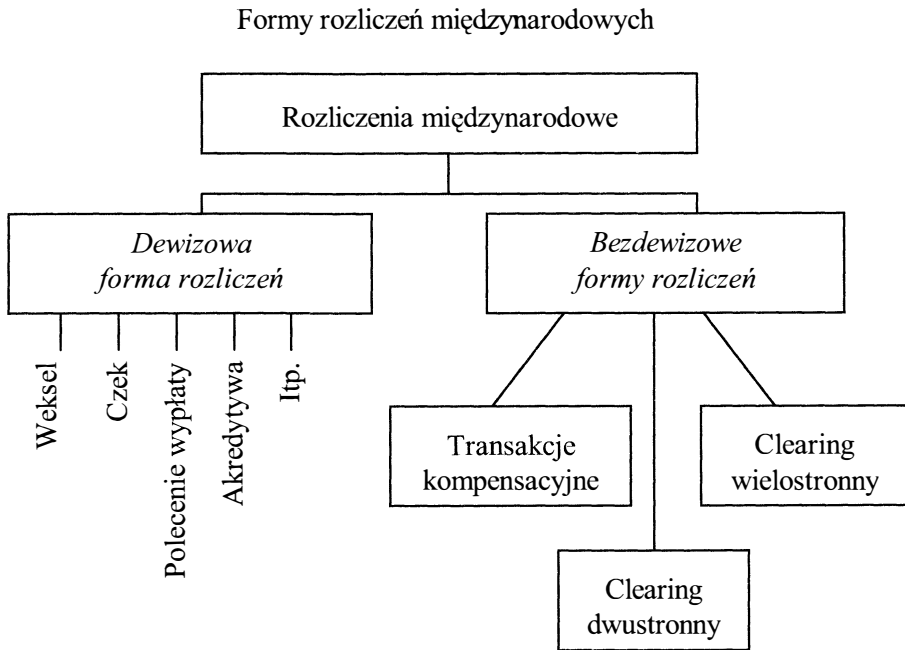 Formy rozliczeń międzynarodowych
Rozliczenia międzynarodowe
Dewizowa
forma rozliczeń
Bezdewizowe
formy rozliczeń
Weksel
Czek
Polecenie wypłaty
Akredytywa
Itp.
Transakcje
kompensacyjne
Clearing
wielostronny
Clearing
dwustronny